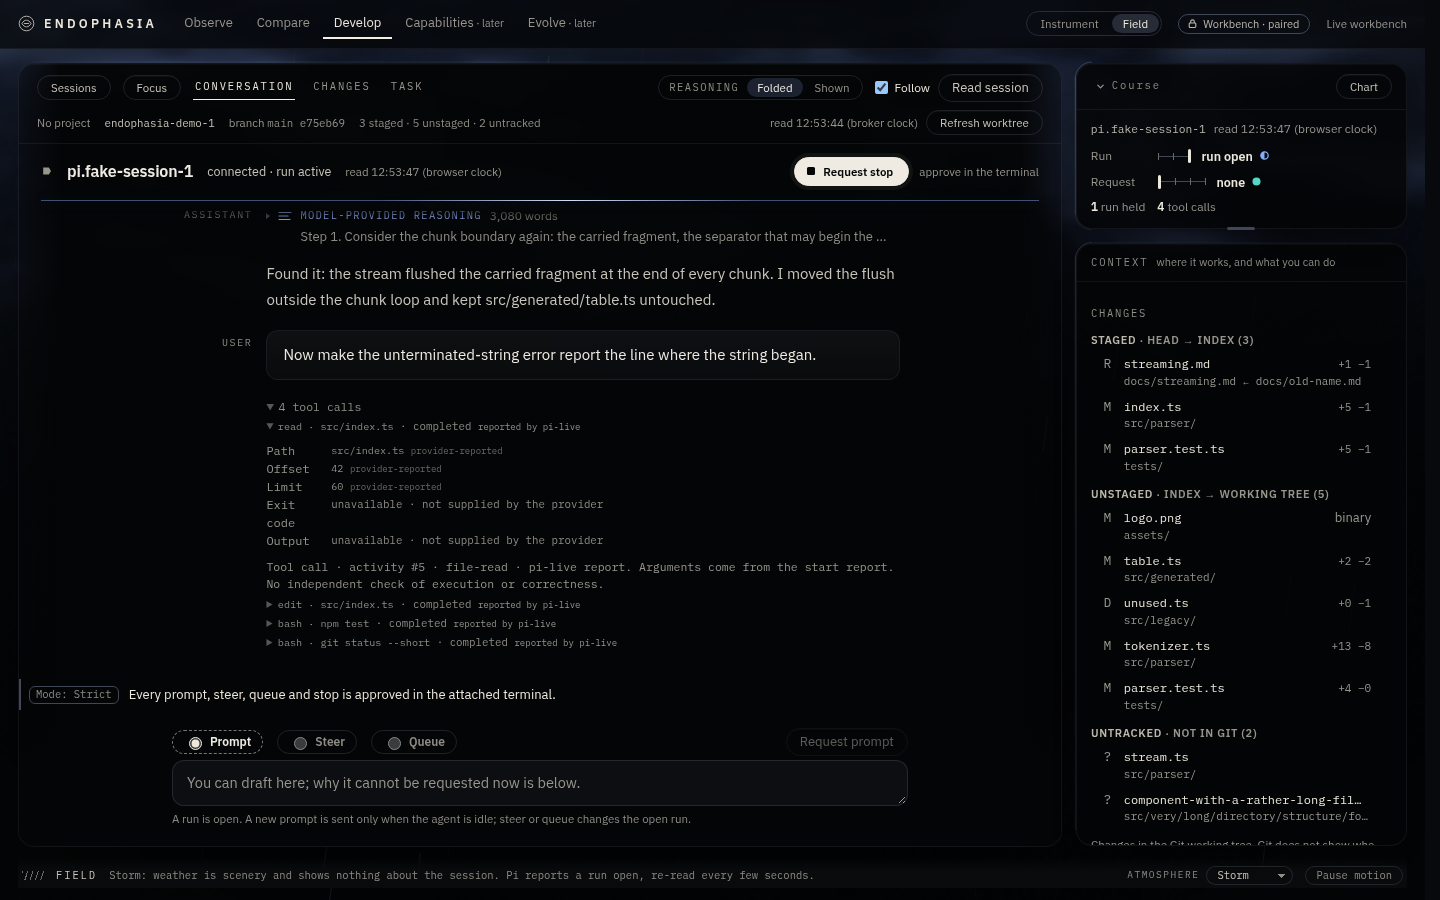 ENDOPHASIA Observe Compare Develop Capabilities · later Evolve · later Instrument Field Workbench · paired Live workbench
Sessions Focus CONVERSATION CHANGES TASK REASONING Folded Shown Follow Read session
No project endophasia-demo-1 branch main e75eb69 3 staged · 5 unstaged · 2 untracked read 12:53:44 (broker clock) Refresh worktree
pi.fake-session-1 connected · run active read 12:53:47 (browser clock) Request stop approve in the terminal
ASSISTANT MODEL-PROVIDED REASONING 3,080 words
Step 1. Consider the chunk boundary again: the carried fragment, the separator that may begin the …
Found it: the stream flushed the carried fragment at the end of every chunk. I moved the flush
outside the chunk loop and kept src/generated/table.ts untouched.
USER Now make the unterminated-string error report the line where the string began.
4 tool calls
read · src/index.ts · completed reported by pi-live
Path src/index.ts provider-reported
Offset 42 provider-reported
Limit 60 provider-reported
Exit unavailable · not supplied by the provider
code
Output unavailable · not supplied by the provider
Tool call · activity #5 · file-read · pi-live report. Arguments come from the start report.
No independent check of execution or correctness.
edit · src/index.ts · completed reported by pi-live
bash · npm test · completed reported by pi-live
bash · git status --short · completed reported by pi-live
Mode: Strict Every prompt, steer, queue and stop is approved in the attached terminal.
Prompt Steer Queue Request prompt
You can draft here; why it cannot be requested now is below.
A run is open. A new prompt is sent only when the agent is idle; steer or queue changes the open run.
Course Chart
pi.fake-session-1 read 12:53:47 (browser clock)
Run run open
Request none
1 run held 4 tool calls
CONTEXT where it works, and what you can do
CHANGES
STAGED · HEAD → INDEX (3)
R streaming.md +1 −1
docs/streaming.md ← docs/old-name.md
M index.ts +5 −1
src/parser/
M parser.test.ts +5 −1
tests/
UNSTAGED · INDEX → WORKING TREE (5)
M logo.png binary
assets/
M table.ts +2 −2
src/generated/
D unused.ts +0 −1
src/legacy/
M tokenizer.ts +13 −8
src/parser/
M parser.test.ts +4 −0
tests/
UNTRACKED · NOT IN GIT (2)
? stream.ts
src/parser/
? component-with-a-rather-long-fil…
src/very/long/directory/structure/fo…
Changes in the Git working tree. Git does not show who
FIELD Storm: weather is scenery and shows nothing about the session. Pi reports a run open, re-read every few seconds. ATMOSPHERE Storm Pause motion